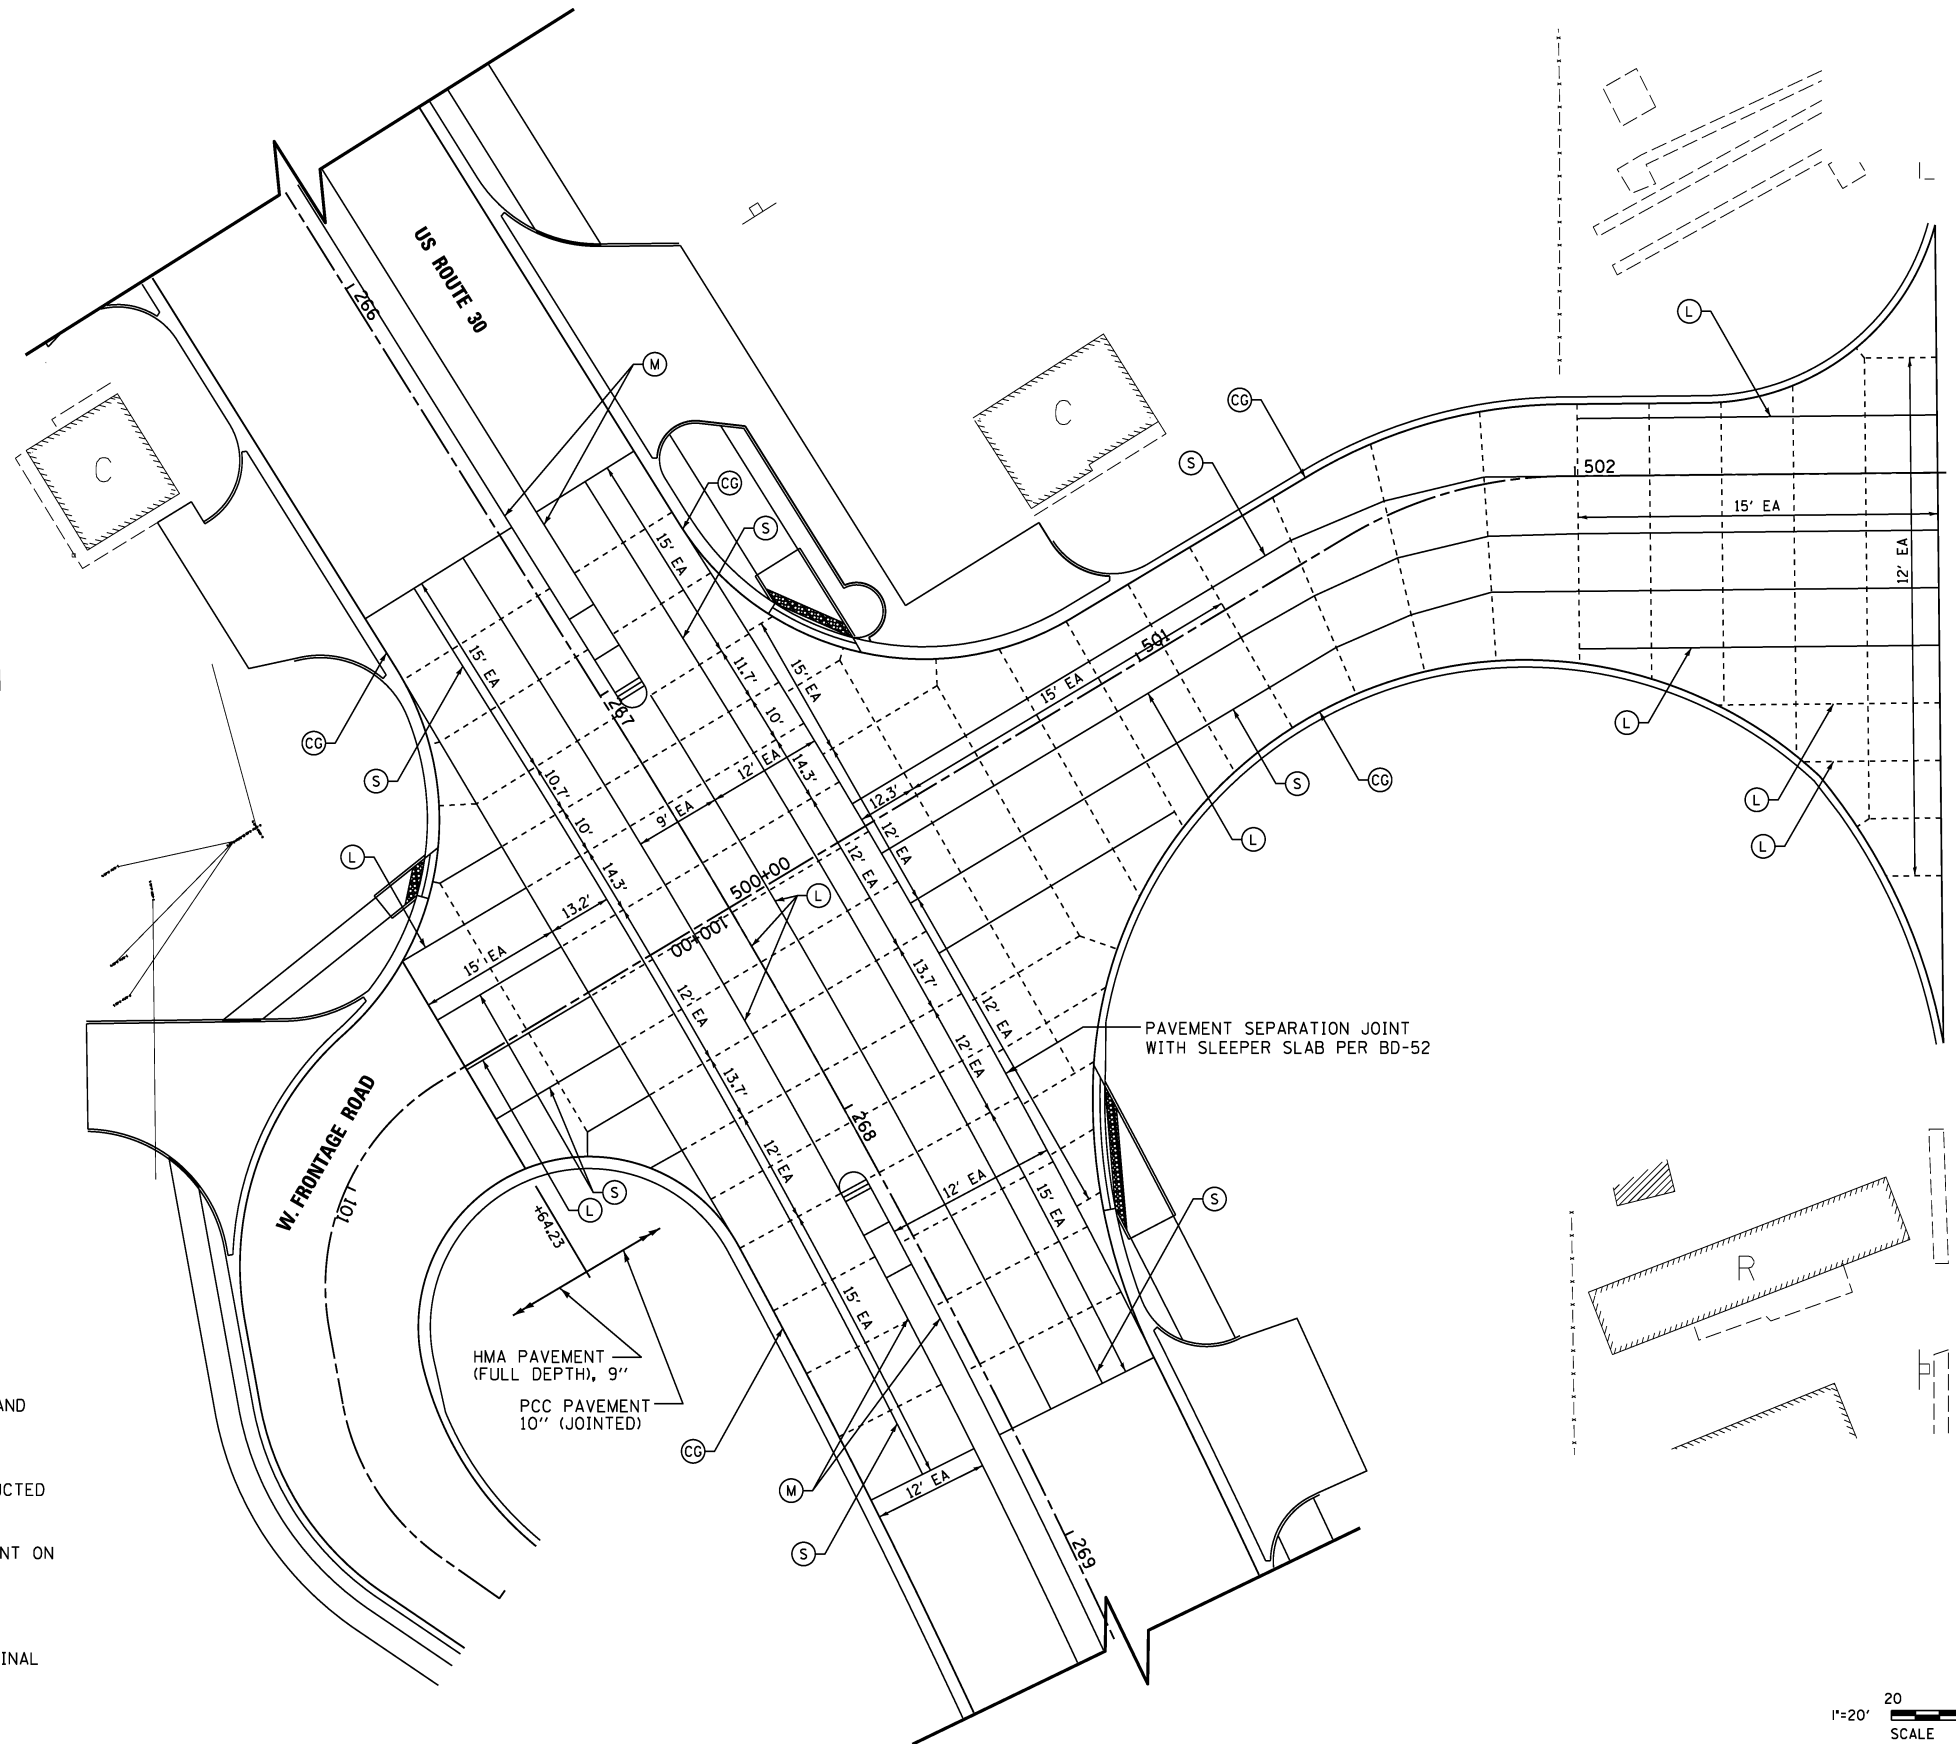 US ROUTE 30
266
M
C
CG
S
15' EA
C
CG
S
L
502
15' EA
12' EA
L
L
L
15' EA
CG
S
267
11.7'
15' EA
10'
14.3'
12' EA
9' EA
10.7'
10'
14.3'
13.2'
15' EA
L
501
15' EA
12.3'
12' EA
12' EA
S
CG
L
500+00
100+00
L
13.7'
12' EA
12' EA
12' EA
13.7'
12' EA
PAVEMENT SEPARATION JOINT
WITH SLEEPER SLAB PER BD-52
W. FRONTAGE ROAD
101
S
L
+64.23
268
12' EA
15' EA
S
15' EA
R
HMA PAVEMENT
(FULL DEPTH), 9"
PCC PAVEMENT
10" (JOINTED)
CG
M
S
12' EA
269
AND
CTED
NT ON
INAL
20
1"=20'
SCALE